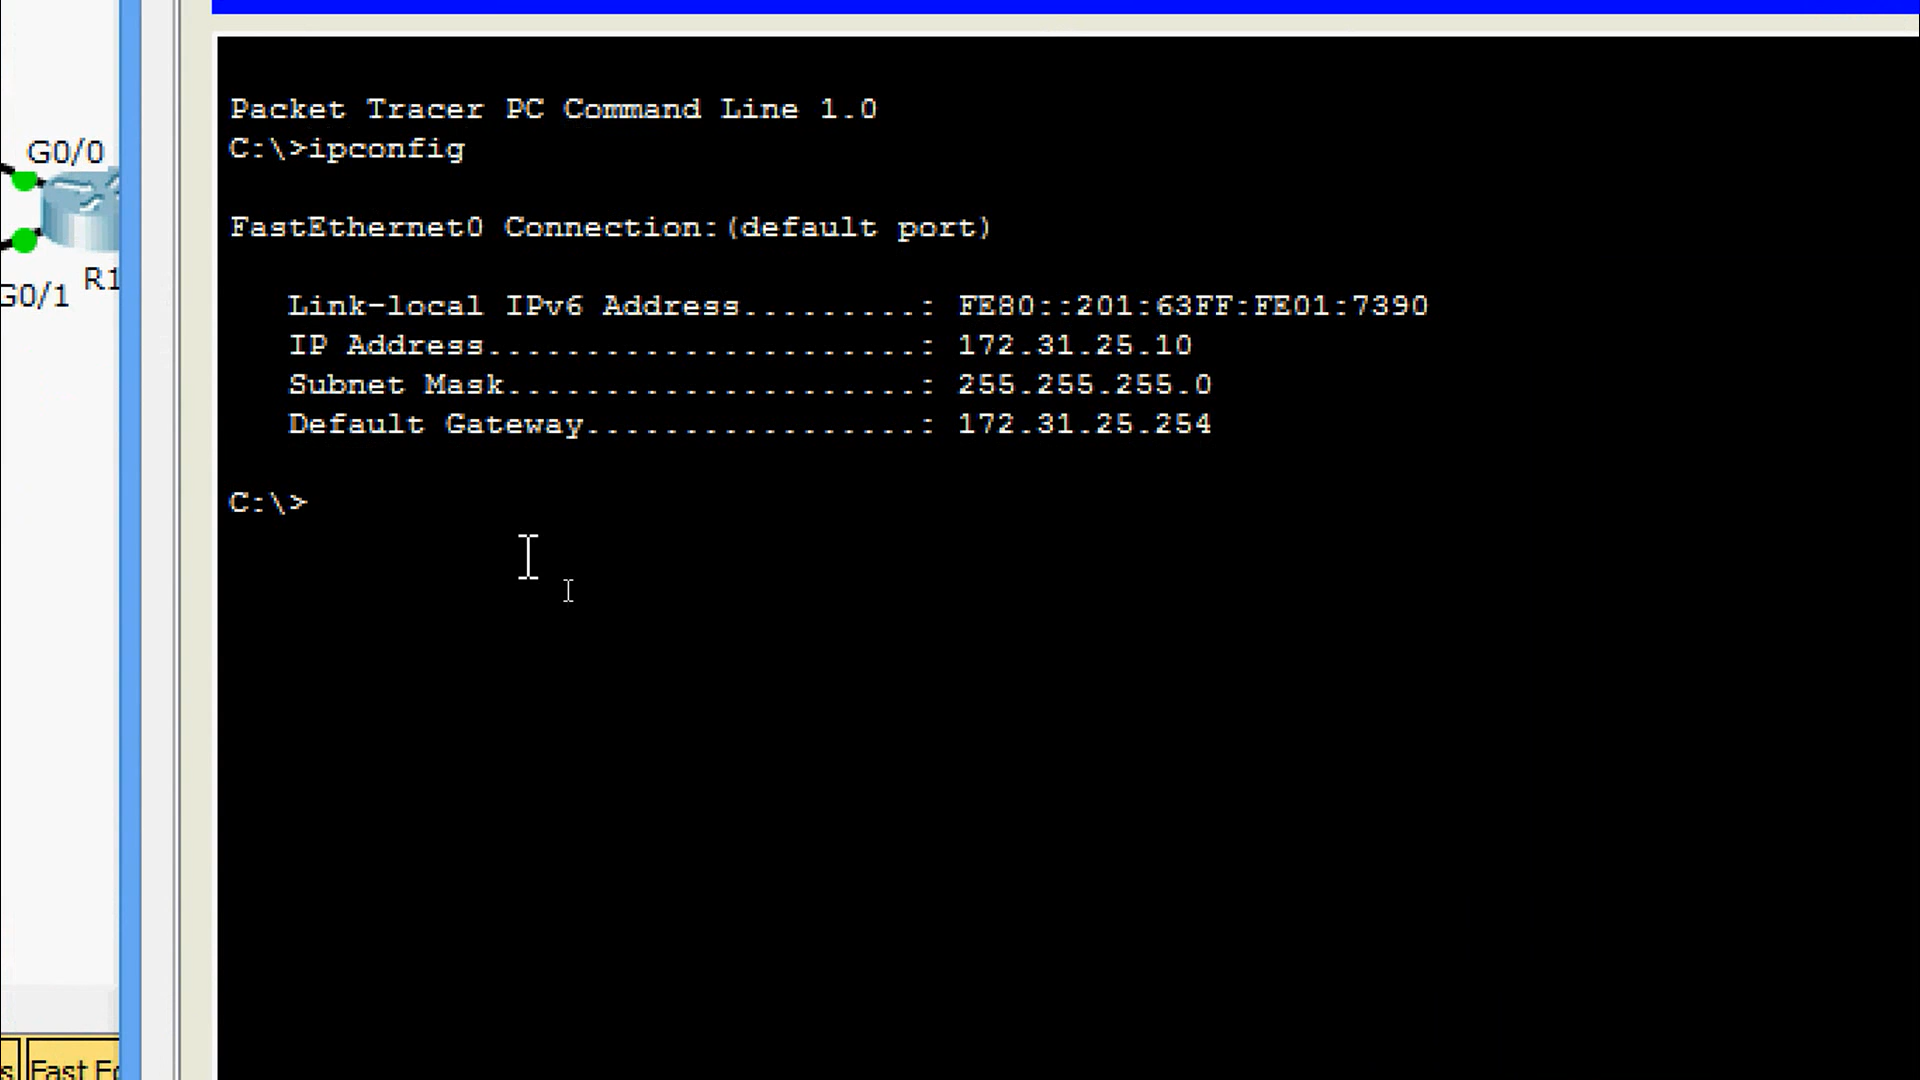 Packet Tracer PC Command Line 1.0
C:\>ipconfig
FastEthernet0 Connection:(default port)
Link-local IPv6 Address.........: FE80::201:63FF:FE01:7390
IP Address......................: 172.31.25.10
Subnet Mask.....................: 255.255.255.0
Default Gateway.................: 172.31.25.254
C:\>
G0/0
R1
G0/1
Fast